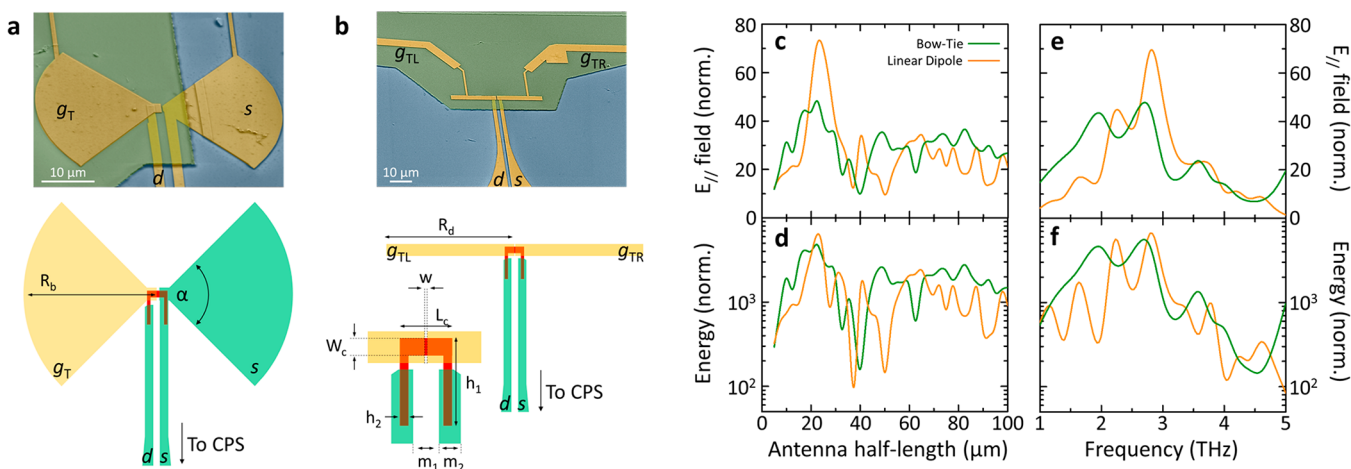 a
g_T
s
d
10 µm
b
g_TL
g_TR
d
s
10 µm
R_b
α
g_T
s
d s
To CPS
R_d
g_TL
g_TR
w
L_c
W_c
h_1
h_2
d s
To CPS
m_1 m_2
c
Bow-Tie
Linear Dipole
E_// field (norm.)
80
60
40
20
0
d
Energy (norm.)
10^3
10^2
0 20 40 60 80 100
Antenna half-length (µm)
e
80
60
40
20
0
E_// field (norm.)
f
10^3
10^2
Energy (norm.)
1 2 3 4 5
Frequency (THz)